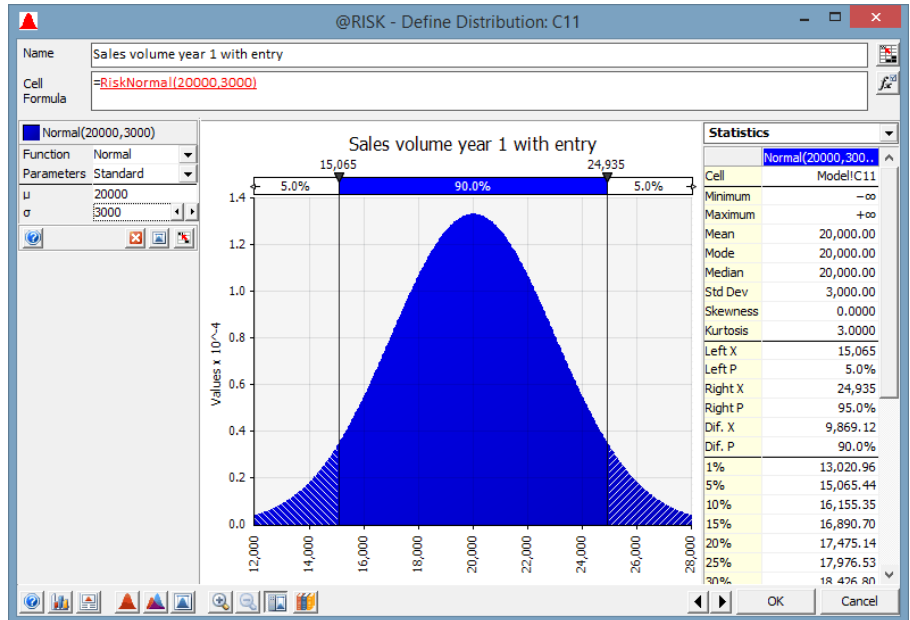 @RISK - Define Distribution: C11
Name
Sales volume year 1 with entry
Cell Formula
=RiskNormal(20000,3000)
Normal(20000,3000)
Function Normal
Parameters Standard
μ 20000
σ 3000
Sales volume year 1 with entry
15,065 24,935
5.0% 90.0% 5.0%
Values x 10^-4
1.4
1.2
1.0
0.8
0.6
0.4
0.2
0.0
12,000 14,000 16,000 18,000 20,000 22,000 24,000 26,000 28,000
Statistics
Normal(20000,300..
Cell Model!C11
Minimum −∞
Maximum +∞
Mean 20,000.00
Mode 20,000.00
Median 20,000.00
Std Dev 3,000.00
Skewness 0.0000
Kurtosis 3.0000
Left X 15,065
Left P 5.0%
Right X 24,935
Right P 95.0%
Dif. X 9,869.12
Dif. P 90.0%
1% 13,020.96
5% 15,065.44
10% 16,155.35
15% 16,890.70
20% 17,475.14
25% 17,976.53
30% 18,426.80
OK Cancel